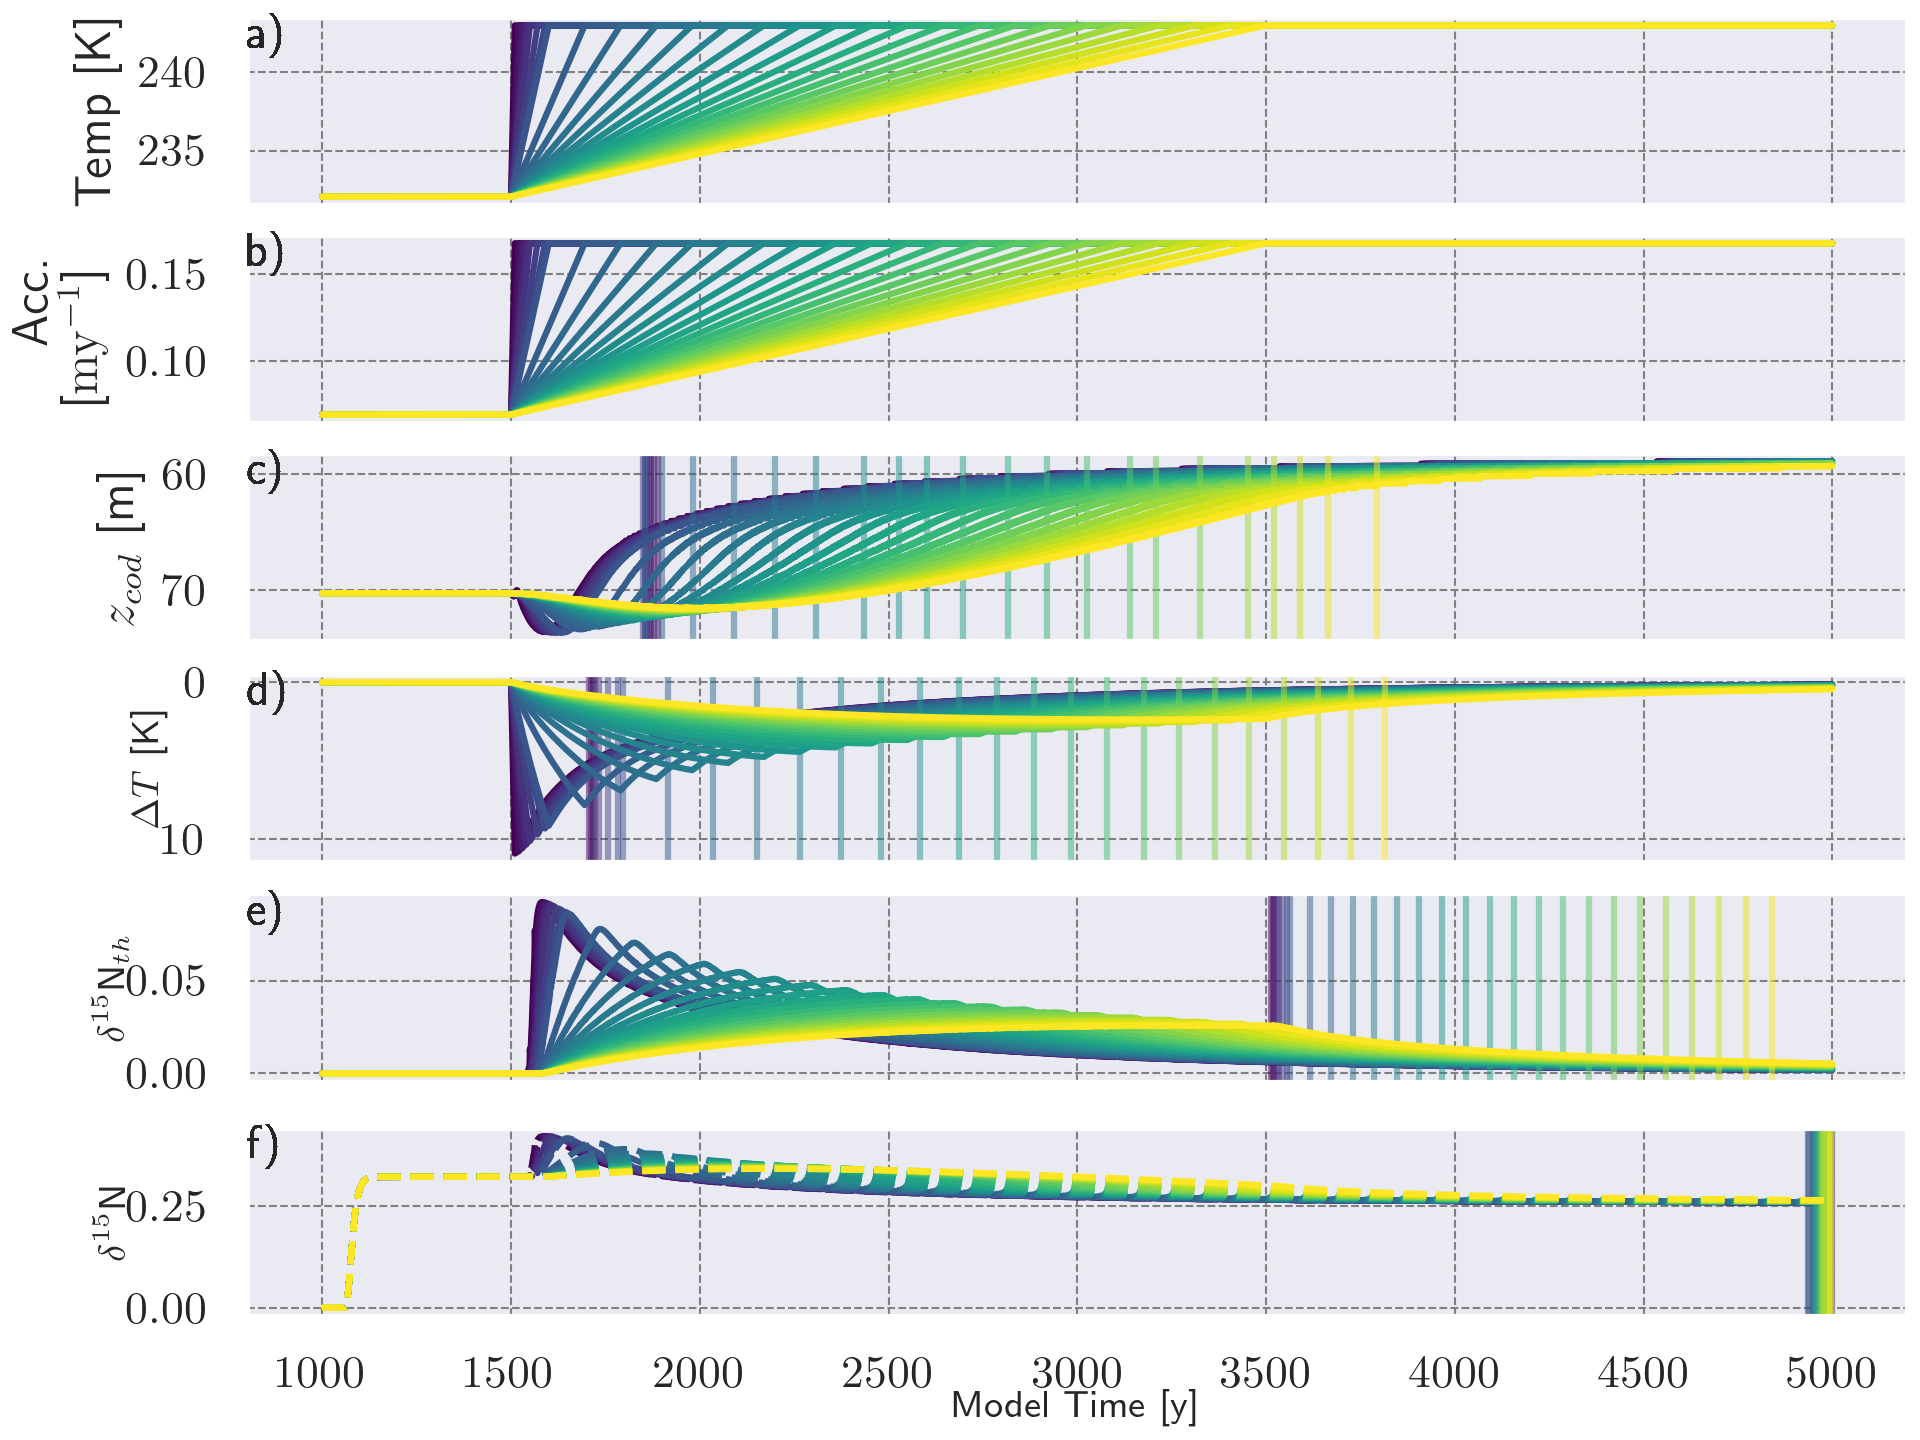 a)
Temp [K]
240
235
b)
Acc.
[my⁻¹]
0.15
0.10
c)
z_cod [m]
60
70
d)
ΔT [K]
0
10
e)
δ¹⁵N_th
0.05
0.00
f)
δ¹⁵N
0.25
0.00
1000 1500 2000 2500 3000 3500 4000 4500 5000
Model Time [y]